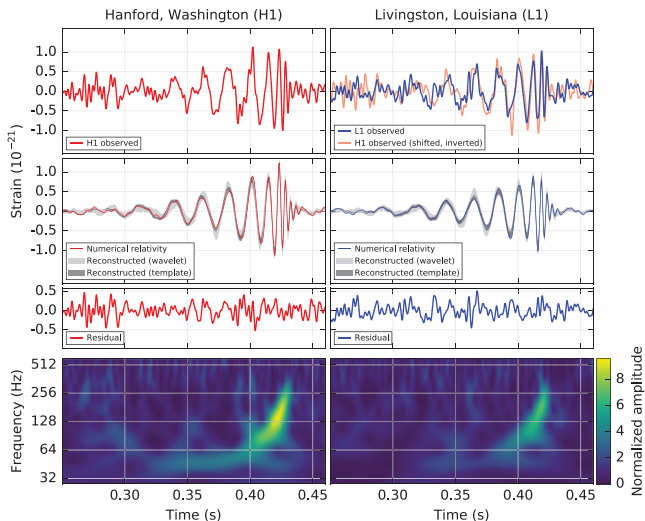 Hanford, Washington (H1)
Livingston, Louisiana (L1)
1.0
0.5
0.0
-0.5
-1.0
H1 observed
L1 observed
H1 observed (shifted, inverted)
Strain (10⁻²¹)
1.0
0.5
0.0
-0.5
-1.0
Numerical relativity
Reconstructed (wavelet)
Reconstructed (template)
Numerical relativity
Reconstructed (wavelet)
Reconstructed (template)
0.5
0.0
-0.5
Residual
Residual
Frequency (Hz)
512
256
128
64
32
0.30
0.35
0.40
0.45
0.30
0.35
0.40
0.45
Time (s)
Time (s)
8
6
4
2
0
Normalized amplitude